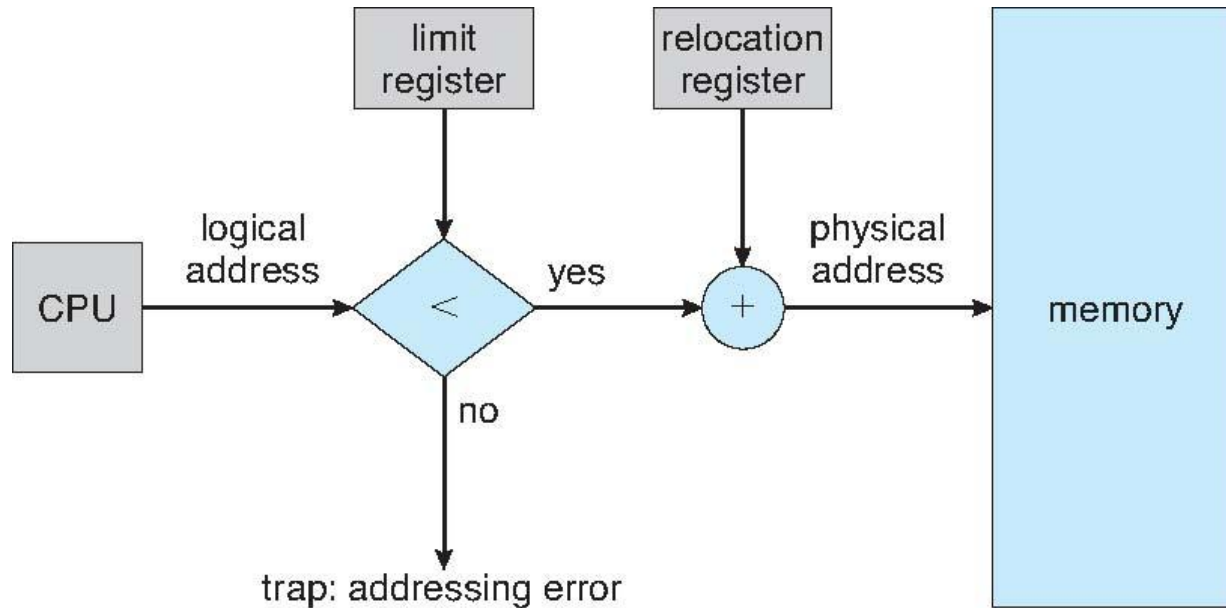 limit
register
relocation
register
logical
address
physical
address
CPU
<
yes
+
memory
no
trap: addressing error